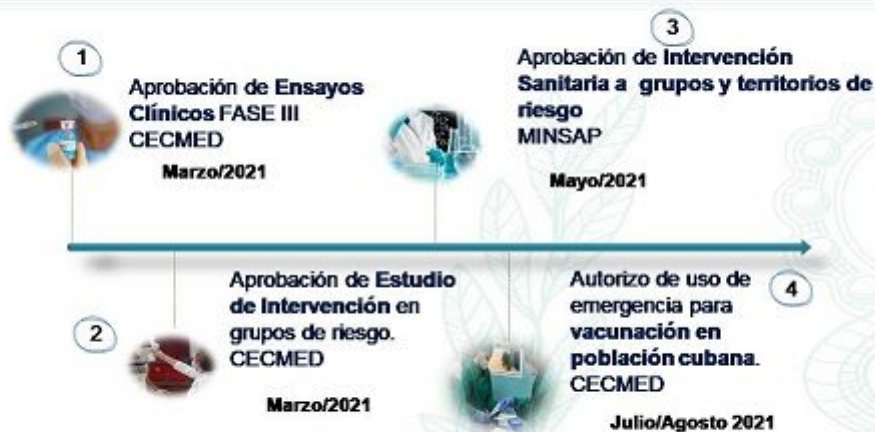 1
Aprobación de Ensayos
Clínicos FASE III
CECMED
Marzo/2021
2
Aprobación de Estudio
de Intervención en
grupos de riesgo.
CECMED
Marzo/2021
3
Aprobación de Intervención
Sanitaria a grupos y territorios de
riesgo
MINSAP
Mayo/2021
4
Autorizo de uso de
emergencia para
vacunación en
población cubana.
CECMED
Julio/Agosto 2021